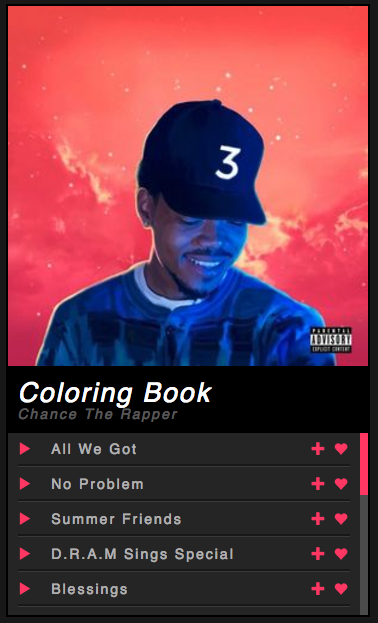 3
PARENTAL
ADVISORY
EXPLICIT CONTENT
Coloring Book
Chance The Rapper
All We Got
No Problem
Summer Friends
D.R.A.M Sings Special
Blessings